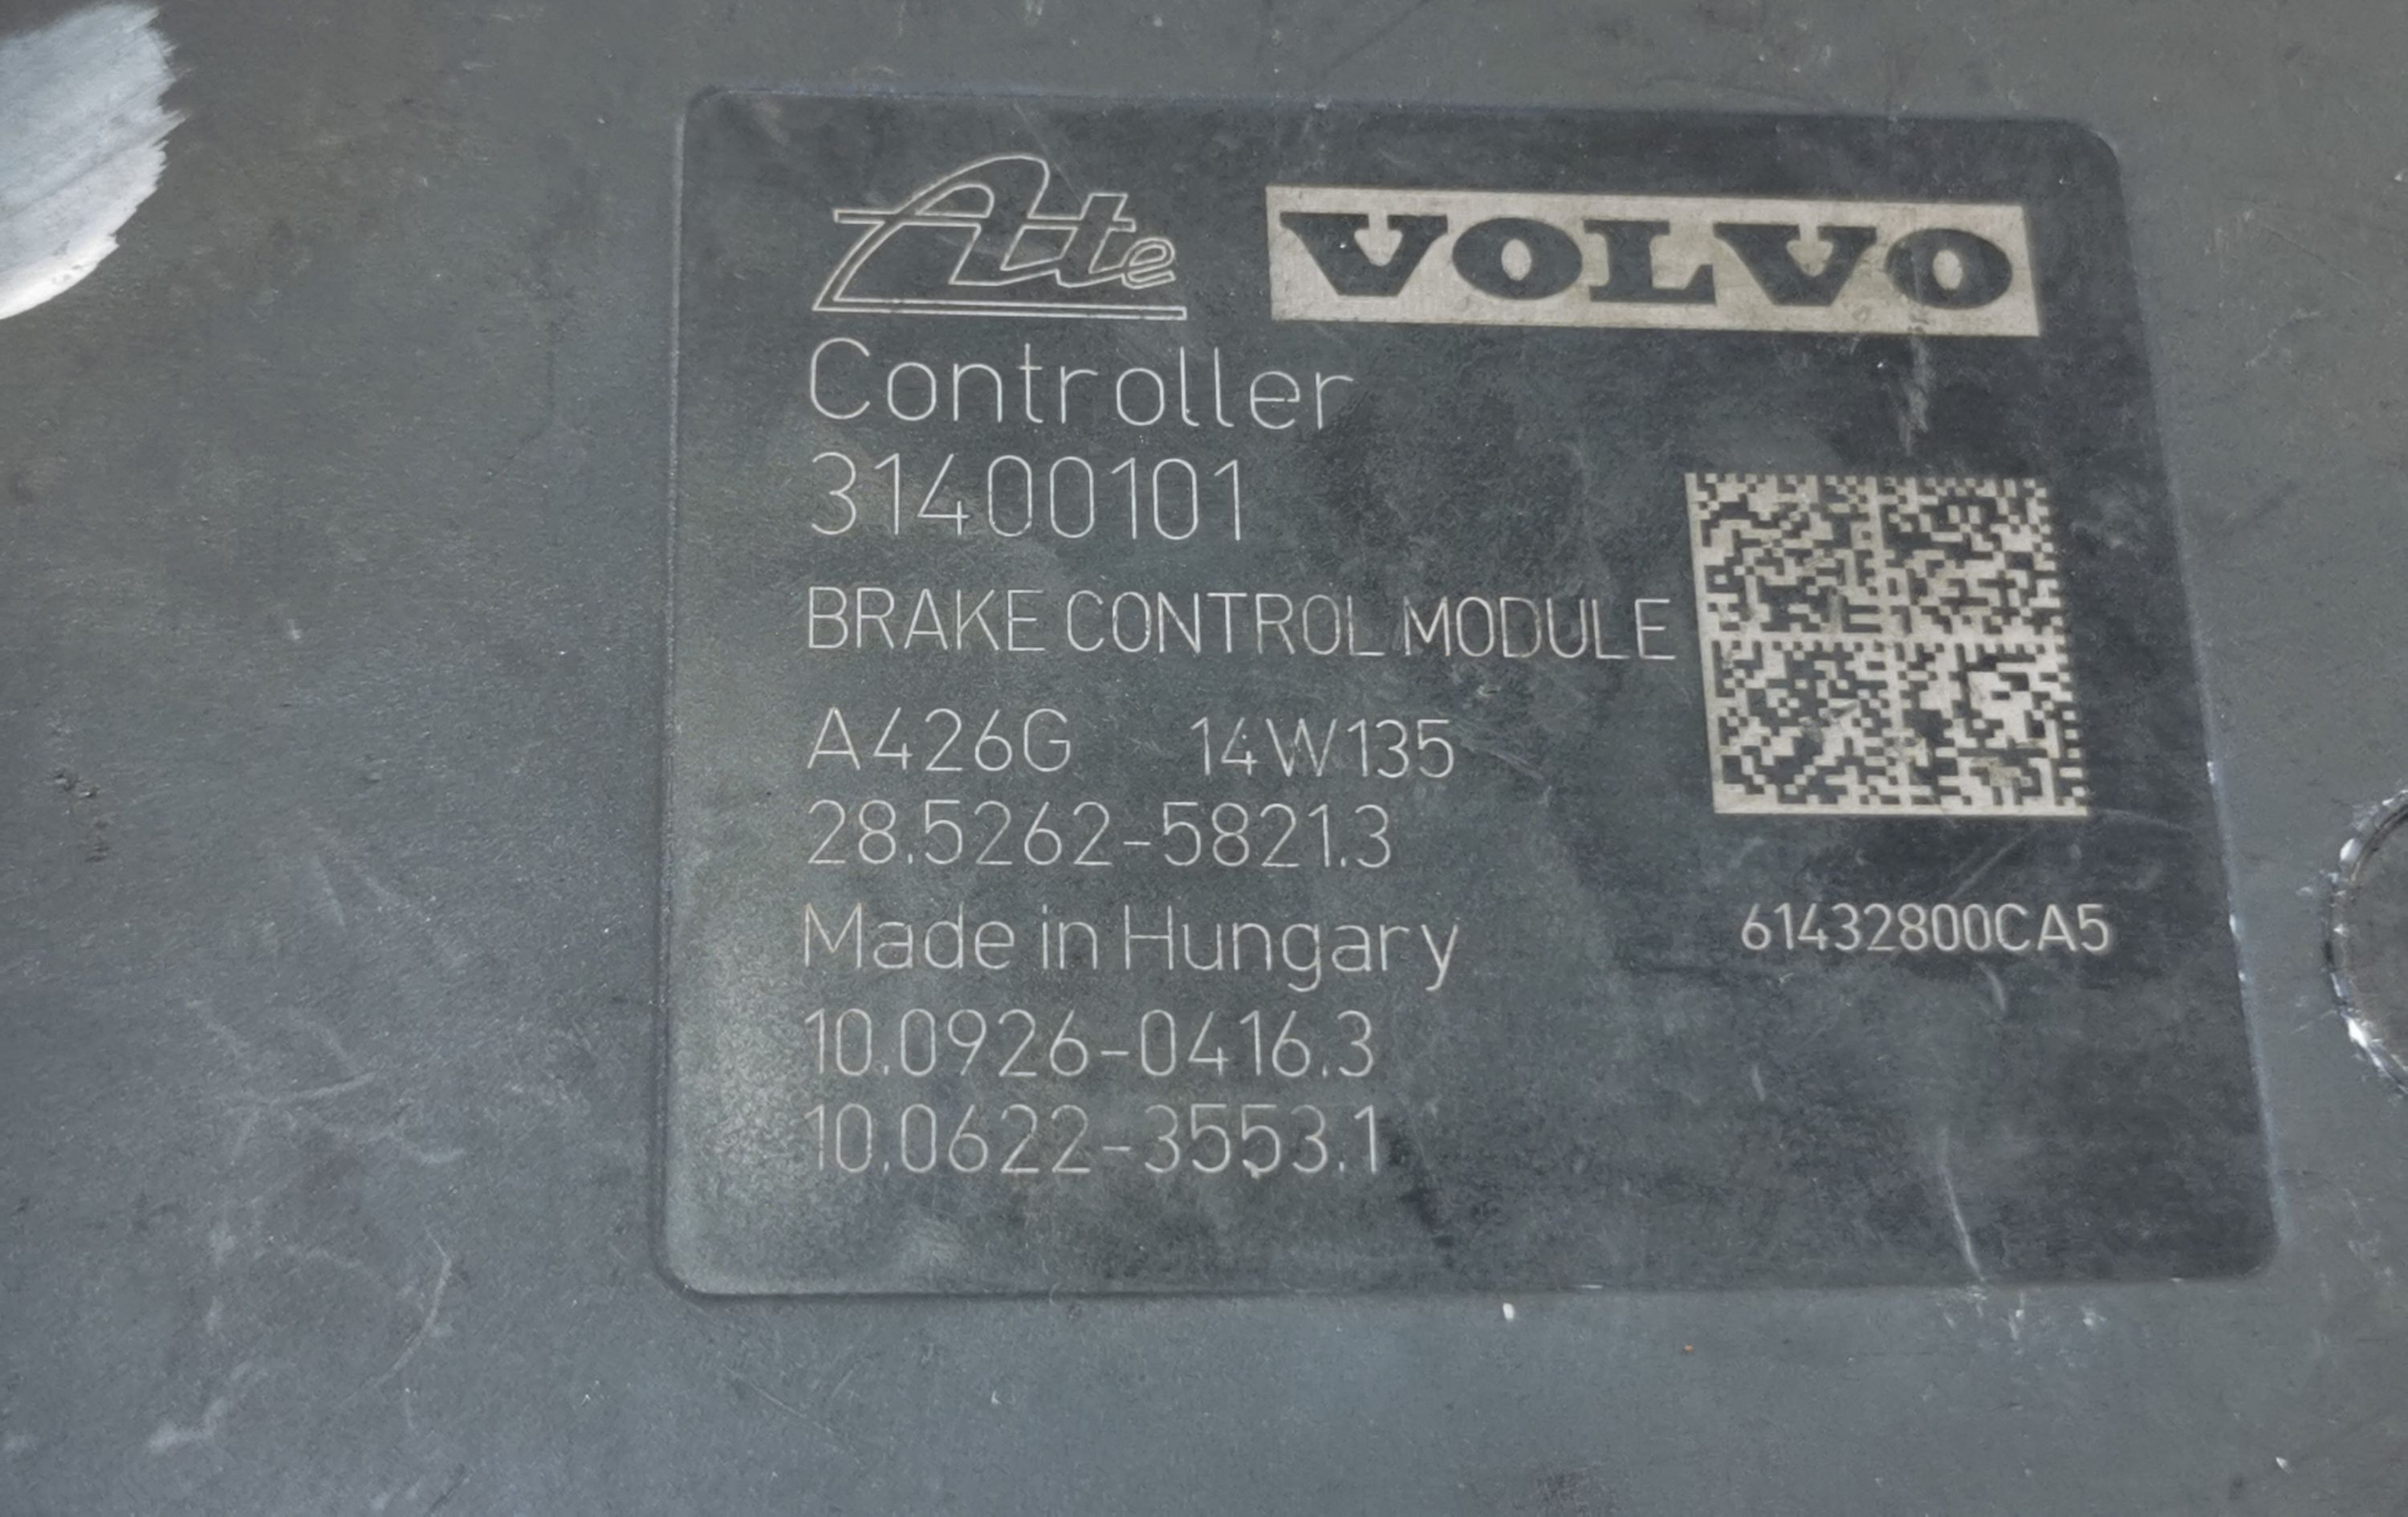 Ate VOLVO
Controller
31400101
BRAKE CONTROL MODULE
A426G 14W135
28.5262-5821.3
Made in Hungary
61432800CA5
10.0926-0416.3
10.0622-3553.1